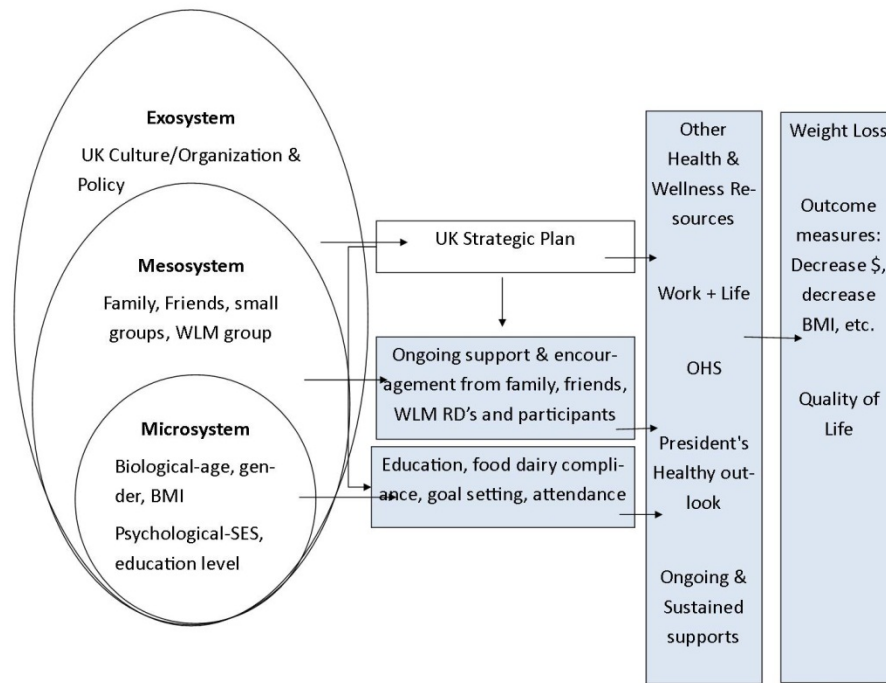 Exosystem
UK Culture/Organization &
Policy
Mesosystem
Family, Friends, small
groups, WLM group
Microsystem
Biological-age, gen-
der, BMI
Psychological-SES,
education level
UK Strategic Plan
Ongoing support & encour-
agement from family, friends,
WLM RD's and participants
Education, food dairy compli-
ance, goal setting, attendance
Other
Health &
Wellness Re-
sources
Work + Life
OHS
President's
Healthy out-
look
Ongoing &
Sustained
supports
Weight Loss
Outcome
measures:
Decrease $,
decrease
BMI, etc.
Quality of
Life